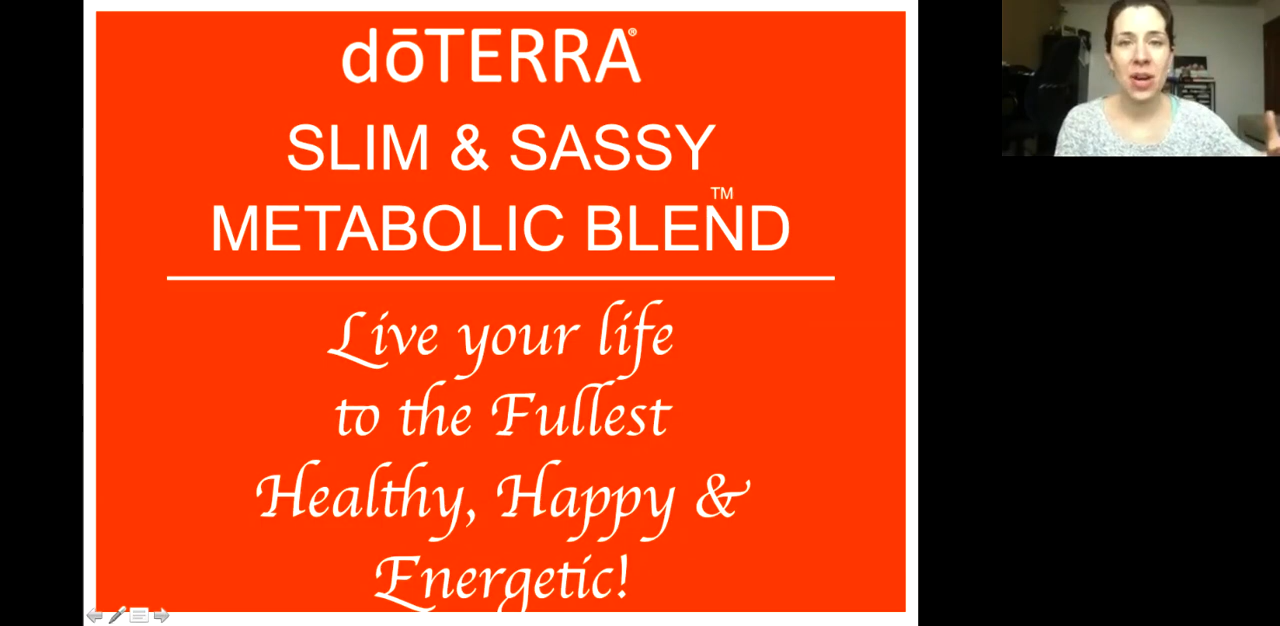 dōTERRA®
SLIM & SASSY
METABOLIC BLEND™
Live your life
to the Fullest
Healthy, Happy &
Energetic!